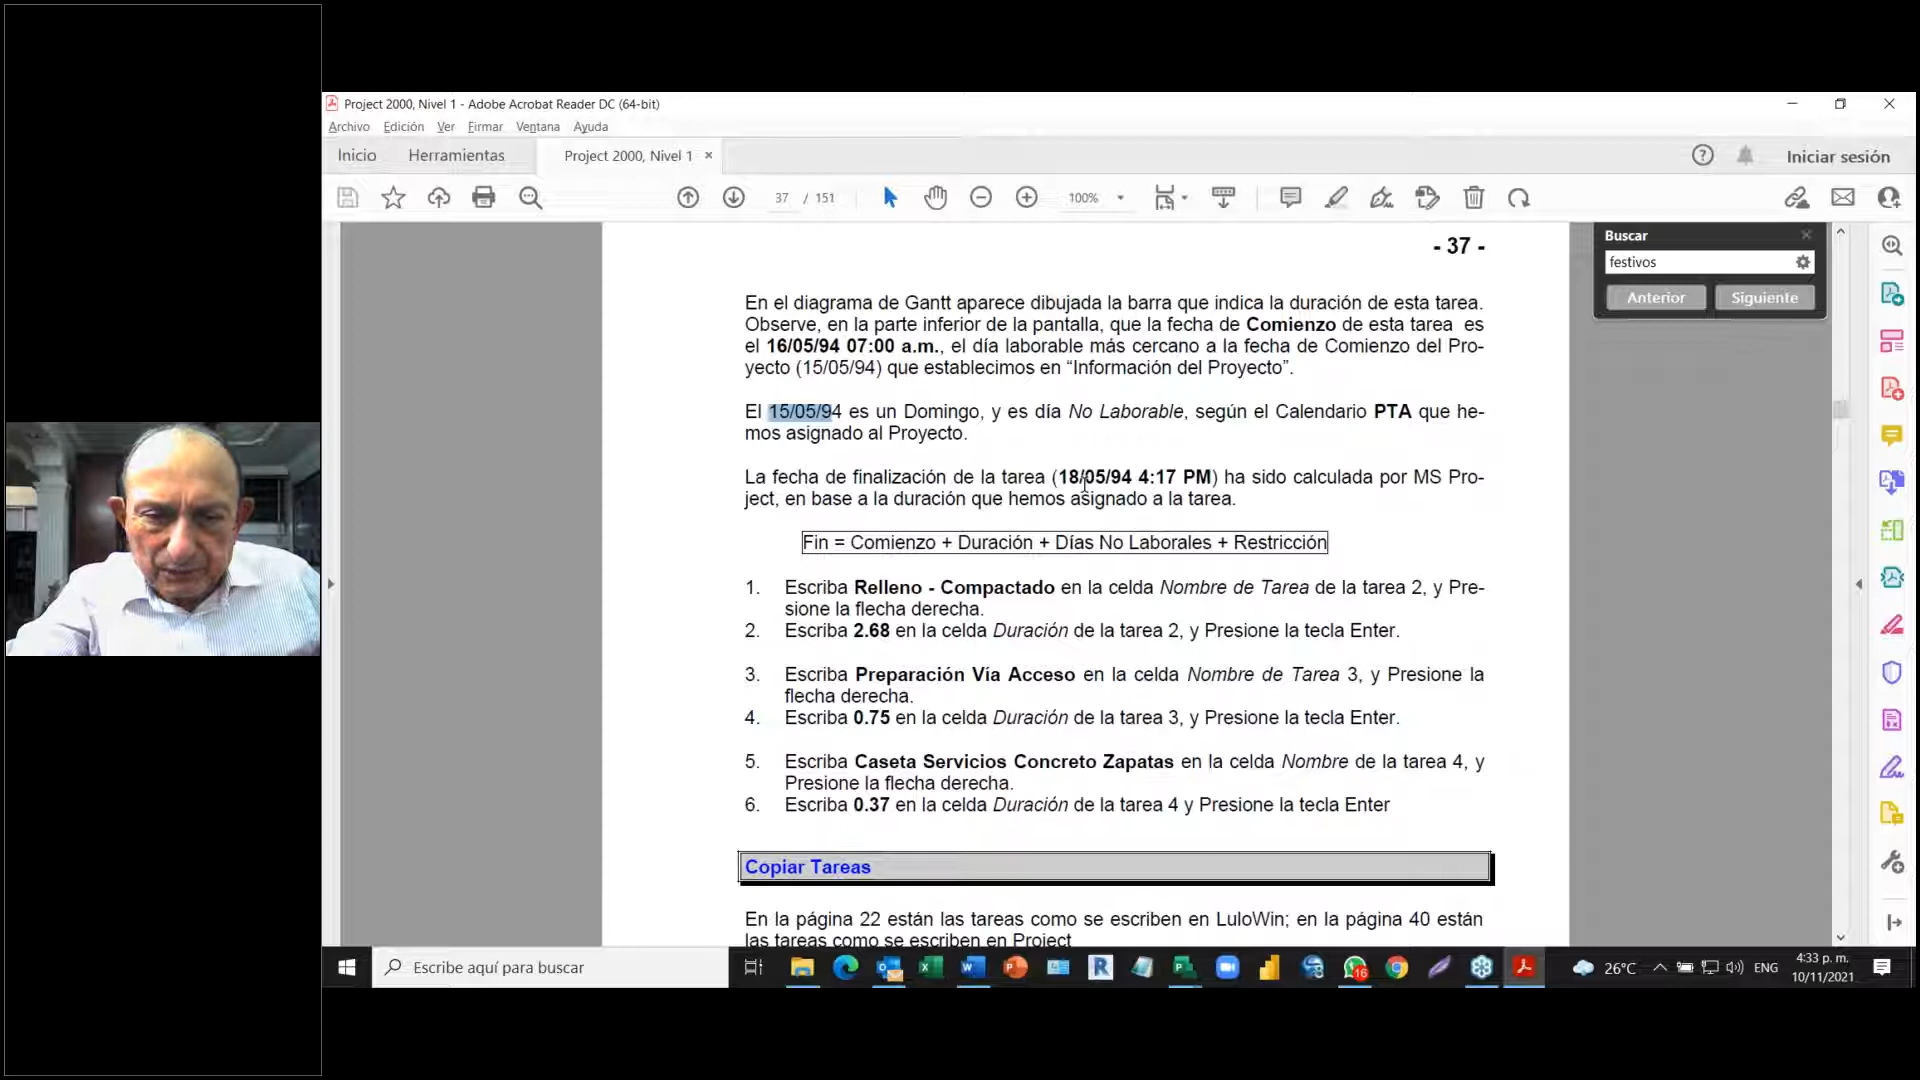 Project 2000, Nivel 1 - Adobe Acrobat Reader DC (64-bit)
Archivo Edición Ver Firmar Ventana Ayuda
Inicio Herramientas Project 2000, Nivel 1 × Iniciar sesión
37 / 151 100%
Buscar
festivos
Anterior Siguiente
- 37 -
En el diagrama de Gantt aparece dibujada la barra que indica la duración de esta tarea.
Observe, en la parte inferior de la pantalla, que la fecha de Comienzo de esta tarea es
el 16/05/94 07:00 a.m., el día laborable más cercano a la fecha de Comienzo del Pro-
yecto (15/05/94) que establecimos en “Información del Proyecto”.
El 15/05/94 es un Domingo, y es día No Laborable, según el Calendario PTA que he-
mos asignado al Proyecto.
La fecha de finalización de la tarea (18/05/94 4:17 PM) ha sido calculada por MS Pro-
ject, en base a la duración que hemos asignado a la tarea.
Fin = Comienzo + Duración + Días No Laborales + Restricción
1. Escriba Relleno - Compactado en la celda Nombre de Tarea de la tarea 2, y Pre-
sione la flecha derecha.
2. Escriba 2.68 en la celda Duración de la tarea 2, y Presione la tecla Enter.
3. Escriba Preparación Vía Acceso en la celda Nombre de Tarea 3, y Presione la
flecha derecha.
4. Escriba 0.75 en la celda Duración de la tarea 3, y Presione la tecla Enter.
5. Escriba Caseta Servicios Concreto Zapatas en la celda Nombre de la tarea 4, y
Presione la flecha derecha.
6. Escriba 0.37 en la celda Duración de la tarea 4 y Presione la tecla Enter
Copiar Tareas
En la página 22 están las tareas como se escriben en LuloWin; en la página 40 están
las tareas como se escriben en Project
Escribe aquí para buscar
16
26°C ENG
4:33 p. m.
10/11/2021